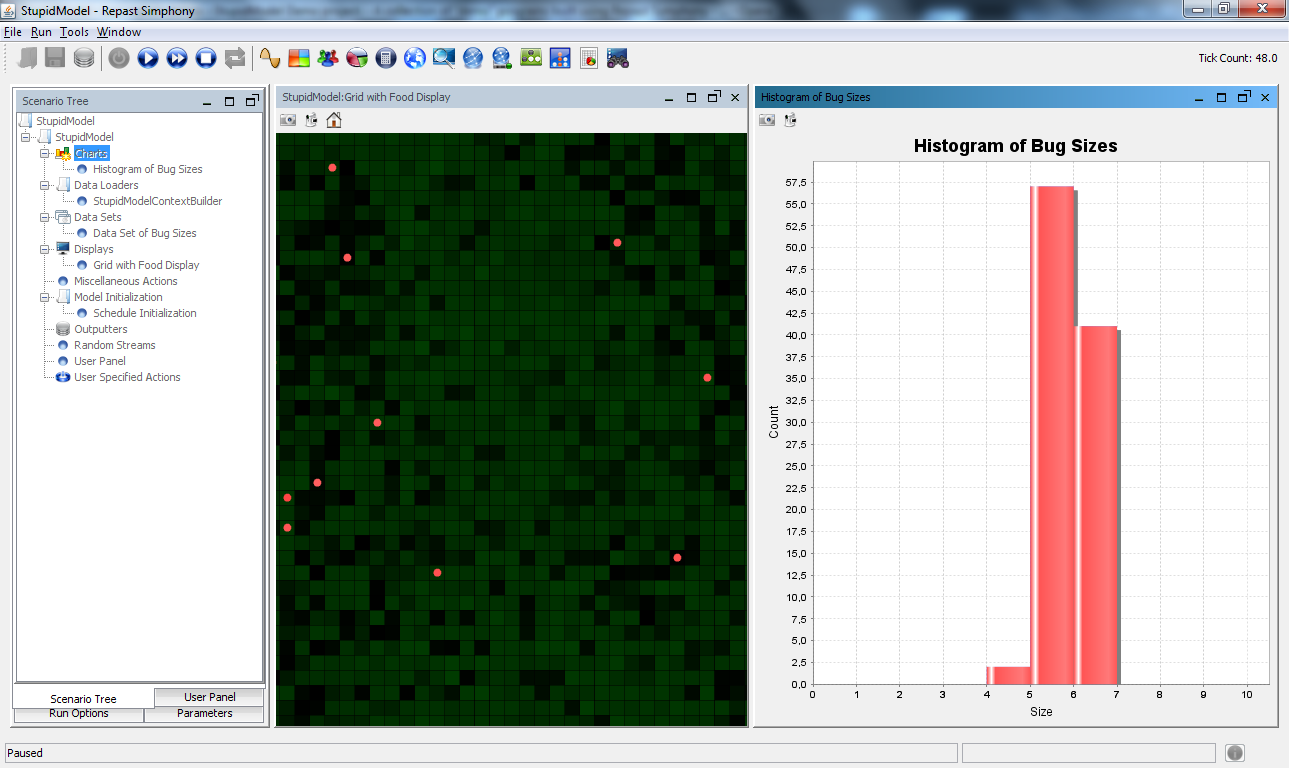 StupidModel - Repast Simphony
File Run Tools Window
Tick Count: 48.0
Scenario Tree
StupidModel
StupidModel
Charts
Histogram of Bug Sizes
Data Loaders
StupidModelContextBuilder
Data Sets
Data Set of Bug Sizes
Displays
Grid with Food Display
Miscellaneous Actions
Model Initialization
Schedule Initialization
Outputters
Random Streams
User Panel
User Specified Actions
Scenario Tree
User Panel
Run Options
Parameters
StupidModel:Grid with Food Display
Histogram of Bug Sizes
Histogram of Bug Sizes
57,5
55,0
52,5
50,0
47,5
45,0
42,5
40,0
37,5
35,0
32,5
30,0
27,5
25,0
22,5
20,0
17,5
15,0
12,5
10,0
7,5
5,0
2,5
0,0
Count
0 1 2 3 4 5 6 7 8 9 10
Size
Paused